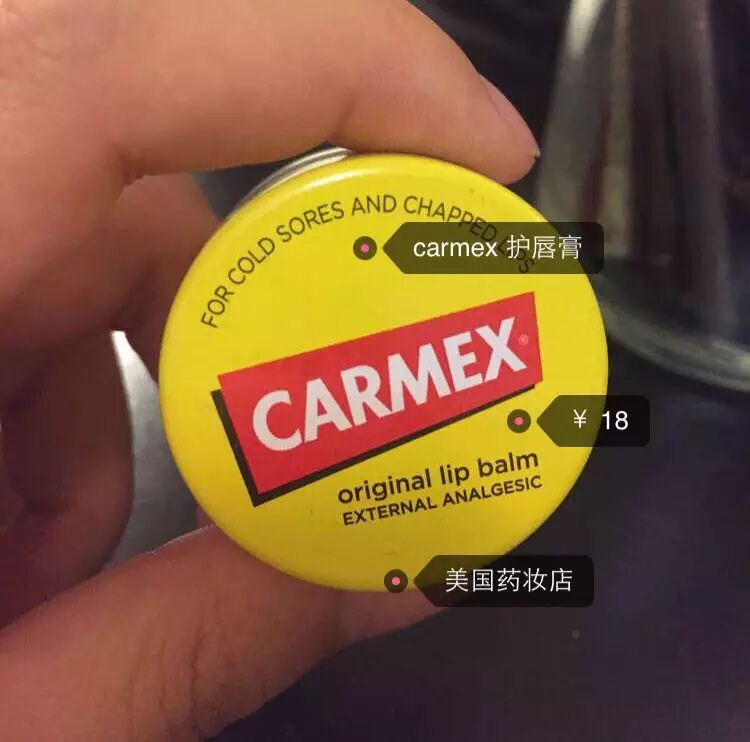 FOR COLD SORES AND CHAPPED LIPS
carmex 护唇膏
CARMEX®
¥ 18
original lip balm
EXTERNAL ANALGESIC
美国药妆店